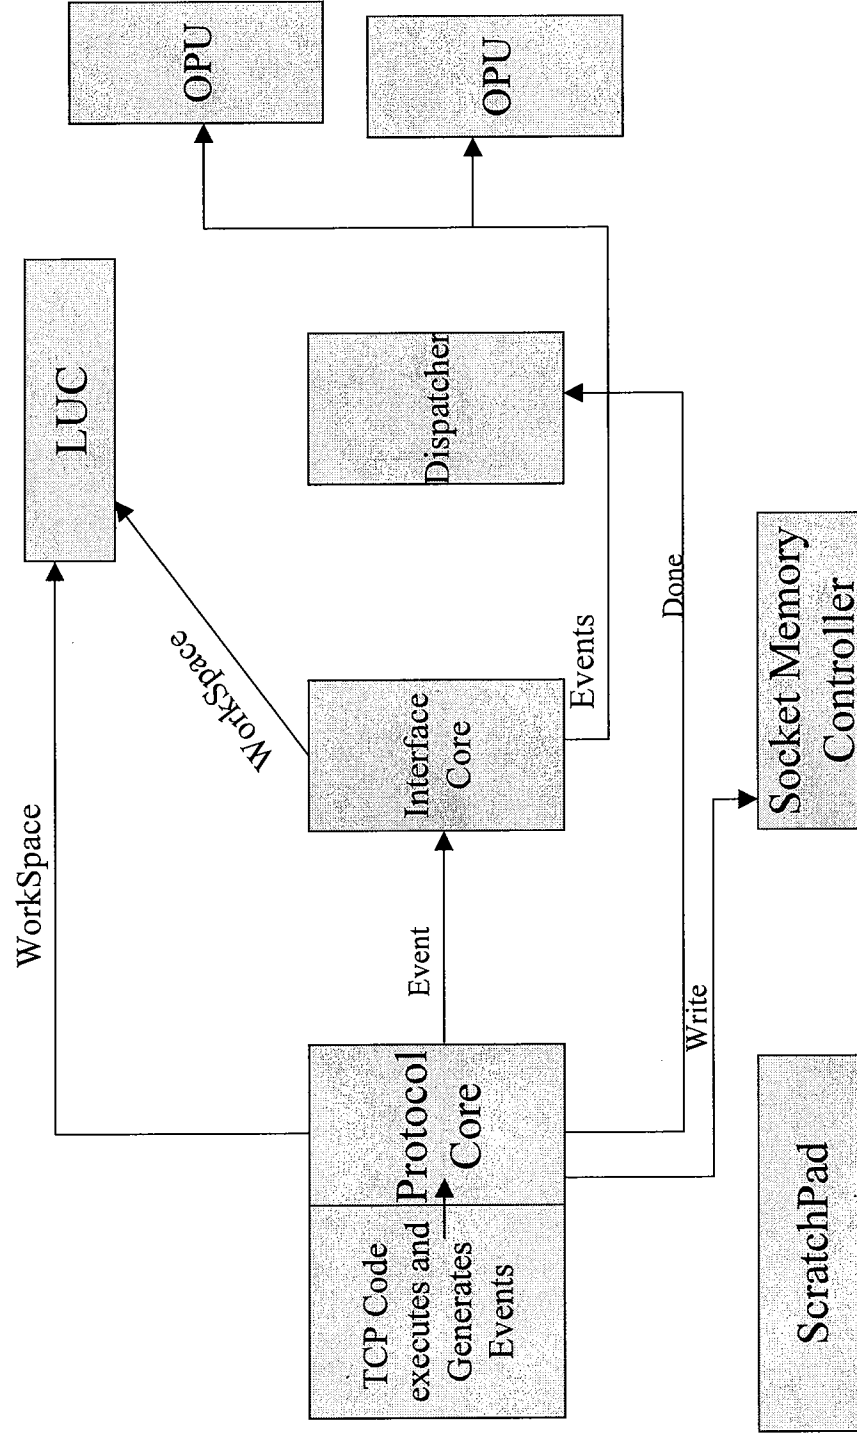 WorkSpace
LUC
OPU
OPU
WorkSpace
TCP Code
executes and
Generates
Events
Protocol
Core
Event
Interface
Core
Dispatcher
Events
Done
Write
ScratchPad
Socket Memory
Controller